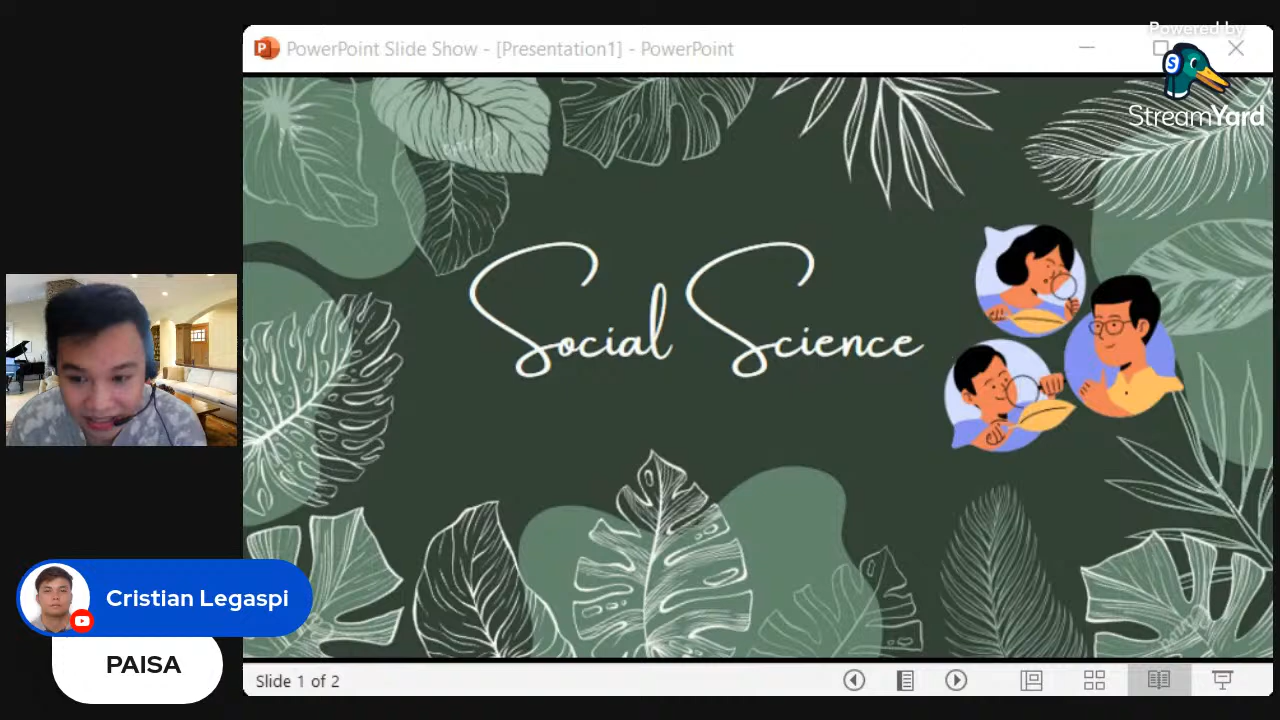 PowerPoint Slide Show - [Presentation1] - PowerPoint
Powered by
StreamYard
Social Science
Cristian Legaspi
PAISA
Slide 1 of 2